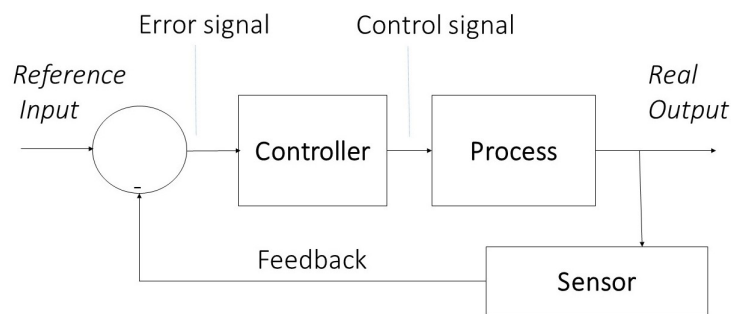 Error signal
Control signal
Reference
Input
Real
Output
Controller
Process
-
Feedback
Sensor